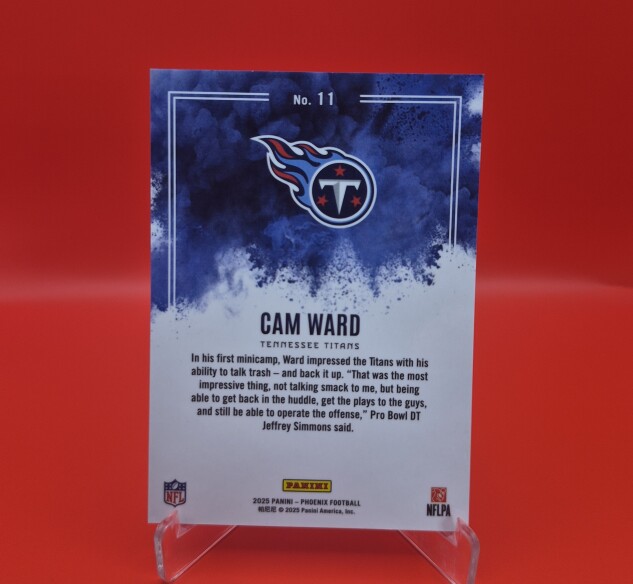 No. 11
T
CAM WARD
TENNESSEE TITANS
In his first minicamp, Ward impressed the Titans with his
ability to talk trash – and back it up. "That was the most
impressive thing, not talking smack to me, but being
able to get back in the huddle, get the plays to the guys,
and still be able to operate the offense," Pro Bowl DT
Jeffrey Simmons said.
PANINI
NFL
2025 PANINI – PHOENIX FOOTBALL
帕尼尼 © 2025 Panini America, Inc.
NFLPA